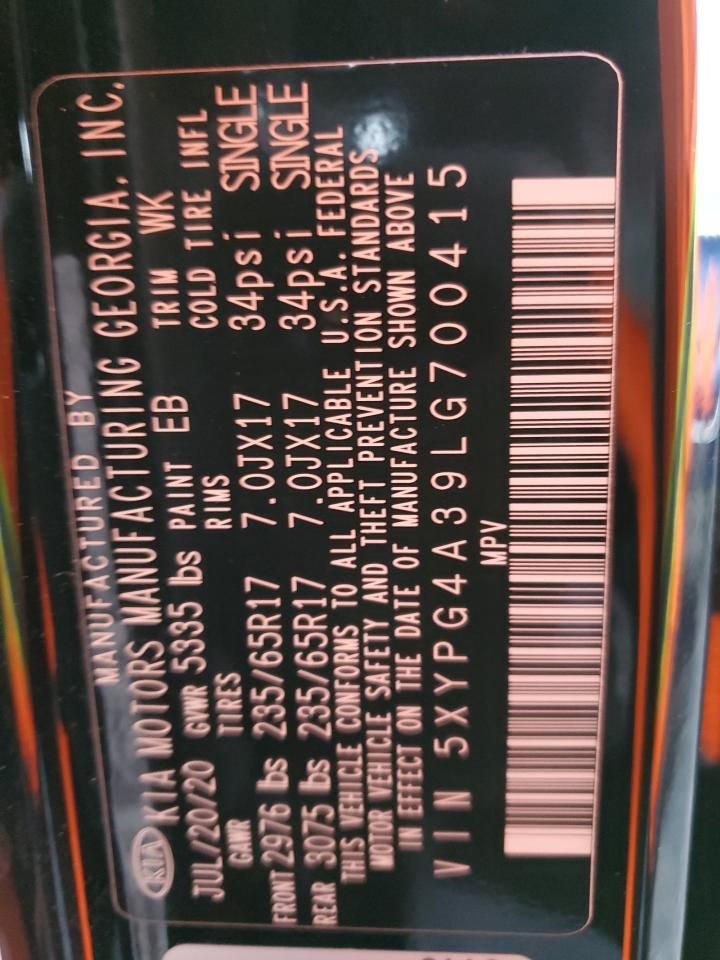 MANUFACTURED BY
KIA KIA MOTORS MANUFACTURING GEORGIA, INC.
JUL/20/20 GVWR 5335 lbs PAINT EB TRIM WK
GAWR TIRES RIMS COLD TIRE INFL
FRONT 2976 lbs 235/65R17 7.0JX17 34psi SINGLE
REAR 3075 lbs 235/65R17 7.0JX17 34psi SINGLE
THIS VEHICLE CONFORMS TO ALL APPLICABLE U.S.A. FEDERAL
MOTOR VEHICLE SAFETY AND THEFT PREVENTION STANDARDS
IN EFFECT ON THE DATE OF MANUFACTURE SHOWN ABOVE
VIN 5XYPG4A39LG700415
MPV